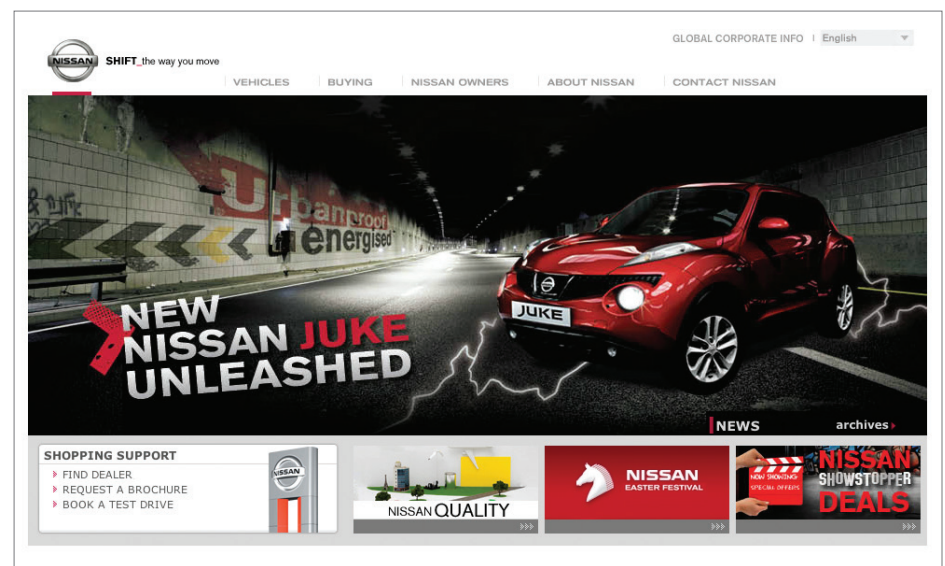 GLOBAL CORPORATE INFO | English
NISSAN SHIFT_the way you move
VEHICLES | BUYING | NISSAN OWNERS | ABOUT NISSAN | CONTACT NISSAN
Urbanproof
energised
JUKE
NEW
NISSAN JUKE
UNLEASHED
NEWS archives
SHOPPING SUPPORT
FIND DEALER
REQUEST A BROCHURE
BOOK A TEST DRIVE
NISSAN
NISSAN QUALITY
NISSAN
EASTER FESTIVAL
NOW SHOWING:
SPECIAL OFFERS
NISSAN
SHOWSTOPPER
DEALS